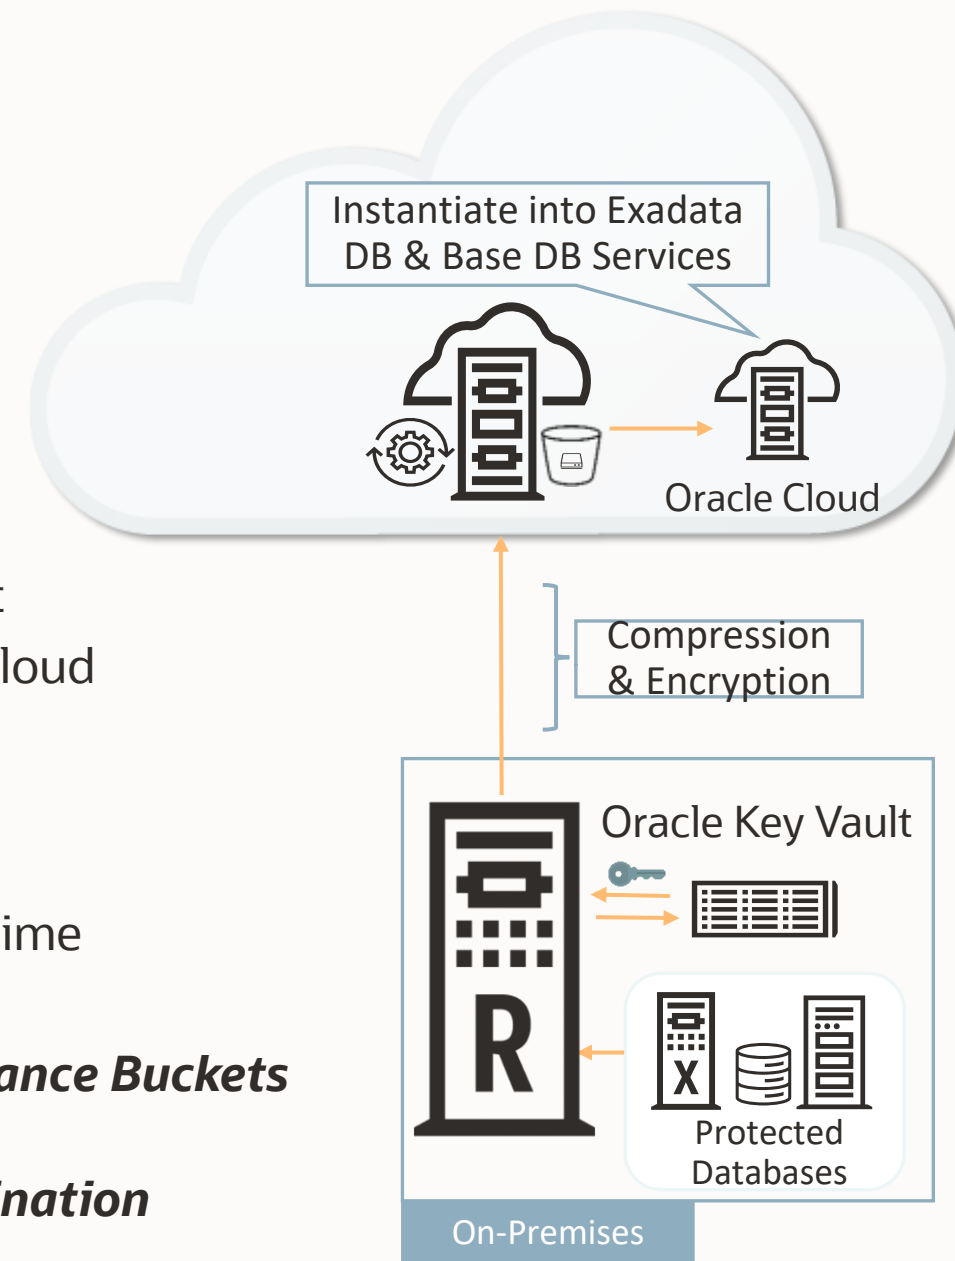 Instantiate into Exadata
DB & Base DB Services
Oracle Cloud
Compression
& Encryption
Oracle Key Vault
R
X
Protected
Databases
On-Premises
loud
ime
ance Buckets
nation